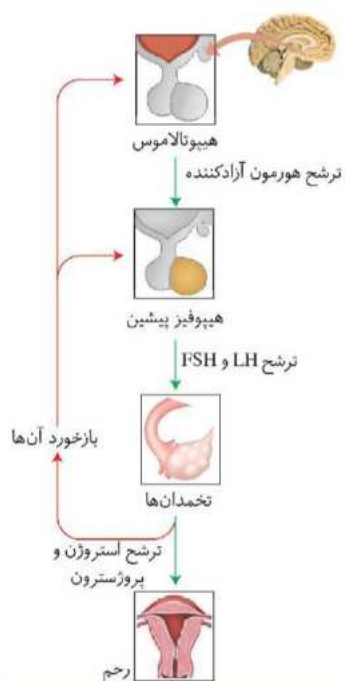 هیپوتالاموس
ترشح هورمون آزادکننده
هیپوفیز پیشین
ترشح LH و FSH
بازخورد آن‌ها
تخمدان‌ها
ترشح استروژن و
پروژسترون
رحم